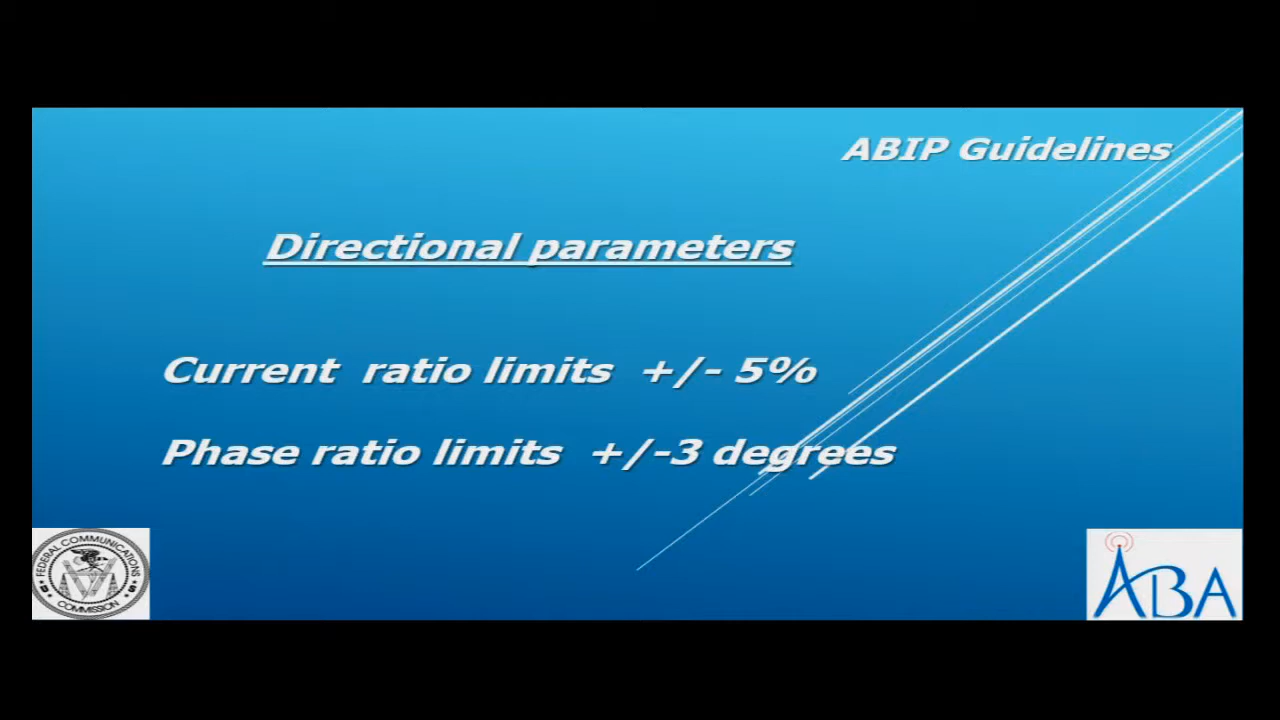 ABIP Guidelines
Directional parameters
Current ratio limits +/- 5%
Phase ratio limits +/-3 degrees
FEDERAL COMMUNICATIONS
COMMISSION
ABA